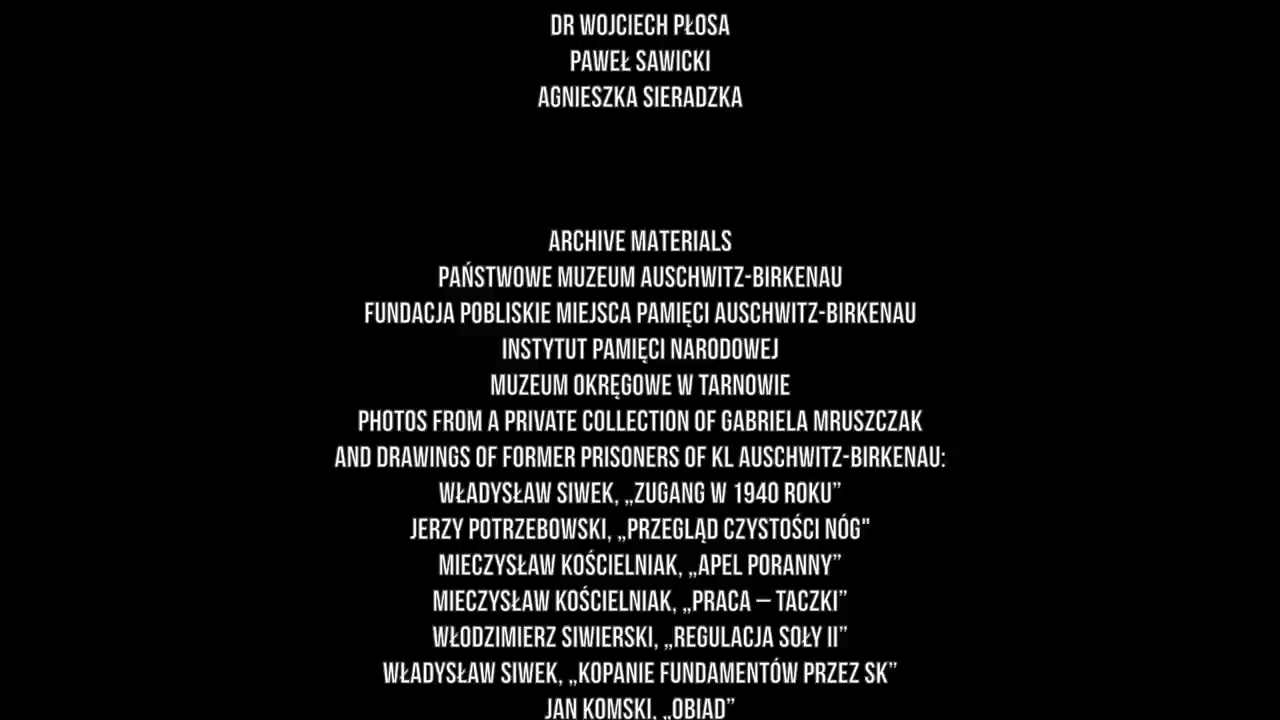 DR WOJCIECH PŁOSA
PAWEŁ SAWICKI
AGNIESZKA SIERADZKA
ARCHIVE MATERIALS
PAŃSTWOWE MUZEUM AUSCHWITZ-BIRKENAU
FUNDACJA POBLISKIE MIEJSCA PAMIĘCI AUSCHWITZ-BIRKENAU
INSTYTUT PAMIĘCI NARODOWEJ
MUZEUM OKRĘGOWE W TARNOWIE
PHOTOS FROM A PRIVATE COLLECTION OF GABRIELA MRUSZCZAK
AND DRAWINGS OF FORMER PRISONERS OF KL AUSCHWITZ-BIRKENAU:
WŁADYSŁAW SIWEK, „ZUGANG W 1940 ROKU”
JERZY POTRZEBOWSKI, „PRZEGLĄD CZYSTOŚCI NÓG"
MIECZYSŁAW KOŚCIELNIAK, „APEL PORANNY”
MIECZYSŁAW KOŚCIELNIAK, „PRACA – TACZKI”
WŁODZIMIERZ SIWIERSKI, „REGULACJA SOŁY II”
WŁADYSŁAW SIWEK, „KOPANIE FUNDAMENTÓW PRZEZ SK”
JAN KOMSKI, „OBIAD”